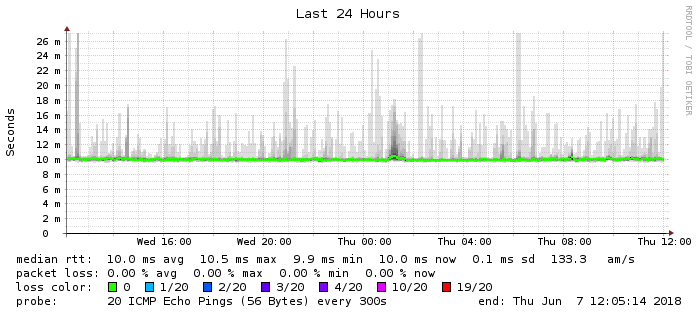 Last 24 Hours
RRDTOOL / TOBI OETIKER
Seconds
26 m
24 m
22 m
20 m
18 m
16 m
14 m
12 m
10 m
8 m
6 m
4 m
2 m
0
Wed 16:00 Wed 20:00 Thu 00:00 Thu 04:00 Thu 08:00 Thu 12:00
median rtt: 10.0 ms avg 10.5 ms max 9.9 ms min 10.0 ms now 0.1 ms sd 133.3 am/s
packet loss: 0.00 % avg 0.00 % max 0.00 % min 0.00 % now
loss color: 0 1/20 2/20 3/20 4/20 10/20 19/20
probe: 20 ICMP Echo Pings (56 Bytes) every 300s end: Thu Jun 7 12:05:14 2018